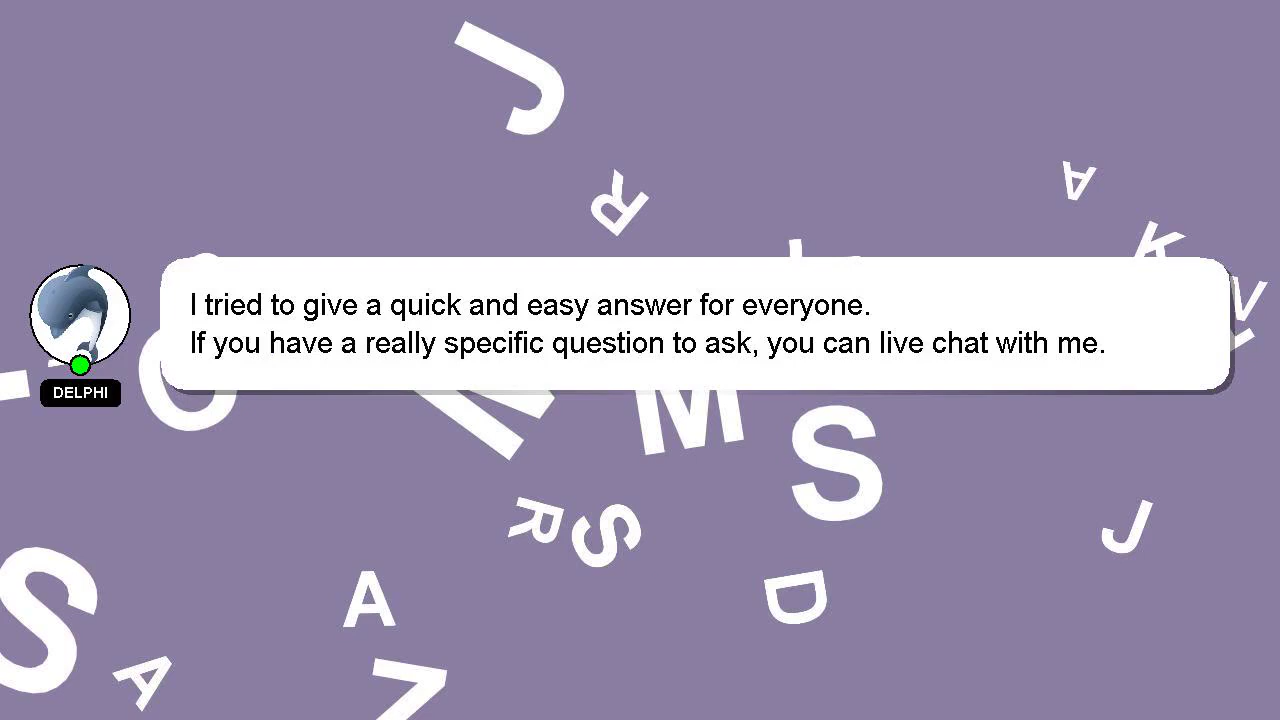 J
R
A
K
V
I tried to give a quick and easy answer for everyone.
If you have a really specific question to ask, you can live chat with me.
DELPHI
O
M
S
R
S
J
S
A
D
A
Z